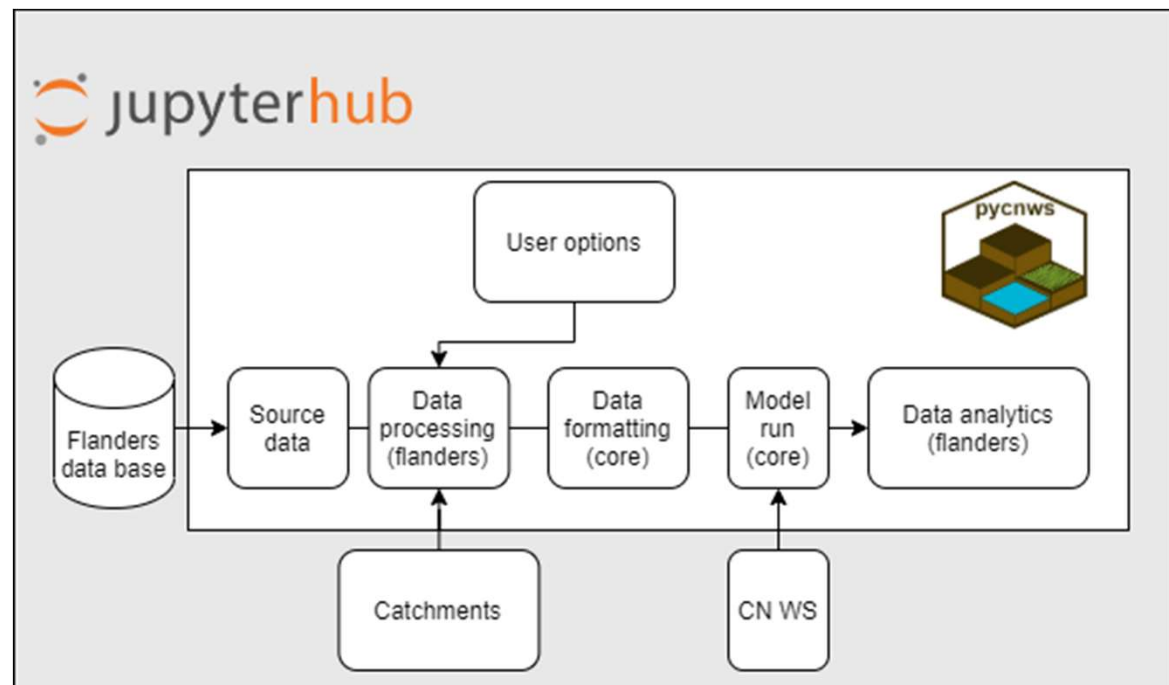 jupyterhub
pycnws
User options
Flanders
data base
Source
data
Data
processing
(flanders)
Data
formatting
(core)
Model
run
(core)
Data analytics
(flanders)
Catchments
CN WS